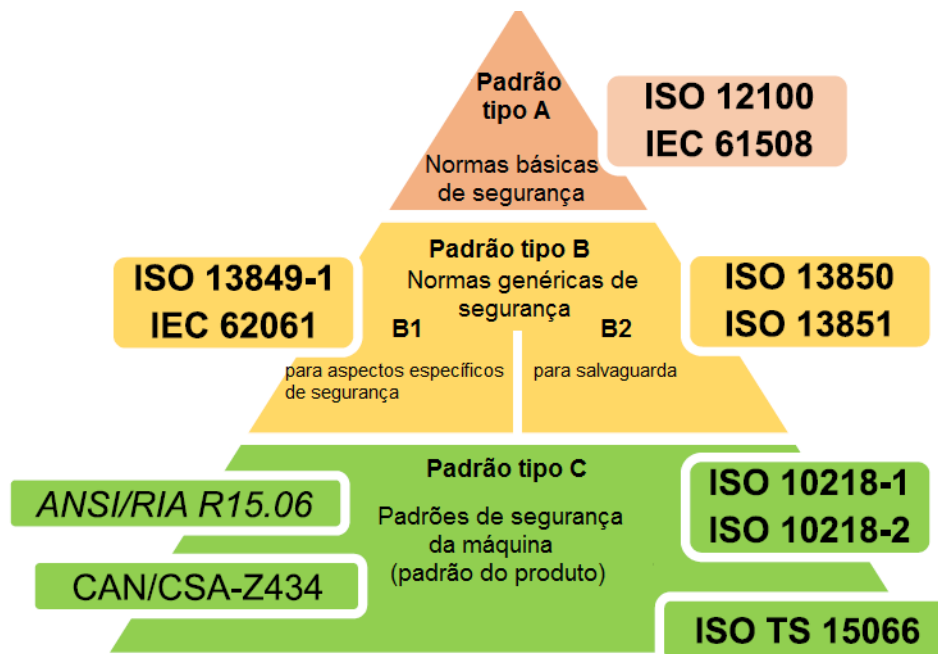 Padrão
tipo A
Normas básicas
de segurança
ISO 12100
IEC 61508
Padrão tipo B
Normas genéricas de
segurança
ISO 13849-1
IEC 62061
B1
para aspectos específicos
de segurança
B2
para salvaguarda
ISO 13850
ISO 13851
Padrão tipo C
Padrões de segurança
da máquina
(padrão do produto)
ANSI/RIA R15.06
CAN/CSA-Z434
ISO 10218-1
ISO 10218-2
ISO TS 15066